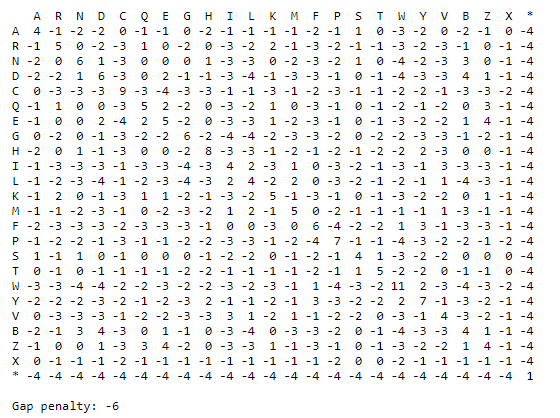 A R N D C Q E G H I L K M F P S T W Y V B Z X *
A 4 -1 -2 -2 0 -1 -1 0 -2 -1 -1 -1 -1 -2 -1 1 0 -3 -2 0 -2 -1 0 -4
R -1 5 0 -2 -3 1 0 -2 0 -3 -2 2 -1 -3 -2 -1 -1 -3 -2 -3 -1 0 -1 -4
N -2 0 6 1 -3 0 0 0 1 -3 -3 0 -2 -3 -2 1 0 -4 -2 -3 3 0 -1 -4
D -2 -2 1 6 -3 0 2 -1 -1 -3 -4 -1 -3 -3 -1 0 -1 -4 -3 -3 4 1 -1 -4
C 0 -3 -3 -3 9 -3 -4 -3 -3 -1 -1 -3 -1 -2 -3 -1 -1 -2 -2 -1 -3 -3 -2 -4
Q -1 1 0 0 -3 5 2 -2 0 -3 -2 1 0 -3 -1 0 -1 -2 -1 -2 0 3 -1 -4
E -1 0 0 2 -4 2 5 -2 0 -3 -3 1 -2 -3 -1 0 -1 -3 -2 -2 1 4 -1 -4
G 0 -2 0 -1 -3 -2 -2 6 -2 -4 -4 -2 -3 -3 -2 0 -2 -2 -3 -3 -1 -2 -1 -4
H -2 0 1 -1 -3 0 0 -2 8 -3 -3 -1 -2 -1 -2 -1 -2 -2 2 -3 0 0 -1 -4
I -1 -3 -3 -3 -1 -3 -3 -4 -3 4 2 -3 1 0 -3 -2 -1 -3 -1 3 -3 -3 -1 -4
L -1 -2 -3 -4 -1 -2 -3 -4 -3 2 4 -2 2 0 -3 -2 -1 -2 -1 1 -4 -3 -1 -4
K -1 2 0 -1 -3 1 1 -2 -1 -3 -2 5 -1 -3 -1 0 -1 -3 -2 -2 0 1 -1 -4
M -1 -1 -2 -3 -1 0 -2 -3 -2 1 2 -1 5 0 -2 -1 -1 -1 -1 1 -3 -1 -1 -4
F -2 -3 -3 -3 -2 -3 -3 -3 -1 0 0 -3 0 6 -4 -2 -2 1 3 -1 -3 -3 -1 -4
P -1 -2 -2 -1 -3 -1 -1 -2 -2 -3 -3 -1 -2 -4 7 -1 -1 -4 -3 -2 -2 -1 -2 -4
S 1 -1 1 0 -1 0 0 0 -1 -2 -2 0 -1 -2 -1 4 1 -3 -2 -2 0 0 0 -4
T 0 -1 0 -1 -1 -1 -1 -2 -2 -1 -1 -1 -1 -2 -1 1 5 -2 -2 0 -1 -1 0 -4
W -3 -3 -4 -4 -2 -2 -3 -2 -2 -3 -2 -3 -1 1 -4 -3 -2 11 2 -3 -4 -3 -2 -4
Y -2 -2 -2 -3 -2 -1 -2 -3 2 -1 -1 -2 -1 3 -3 -2 -2 2 7 -1 -3 -2 -1 -4
V 0 -3 -3 -3 -1 -2 -2 -3 -3 3 1 -2 1 -1 -2 -2 0 -3 -1 4 -3 -2 -1 -4
B -2 -1 3 4 -3 0 1 -1 0 -3 -4 0 -3 -3 -2 0 -1 -4 -3 -3 4 1 -1 -4
Z -1 0 0 1 -3 3 4 -2 0 -3 -3 1 -1 -3 -1 0 -1 -3 -2 -2 1 4 -1 -4
X 0 -1 -1 -1 -2 -1 -1 -1 -1 -1 -1 -1 -1 -1 -2 0 0 -2 -1 -1 -1 -1 -1 -4
* -4 -4 -4 -4 -4 -4 -4 -4 -4 -4 -4 -4 -4 -4 -4 -4 -4 -4 -4 -4 -4 -4 -4 1
Gap penalty: -6